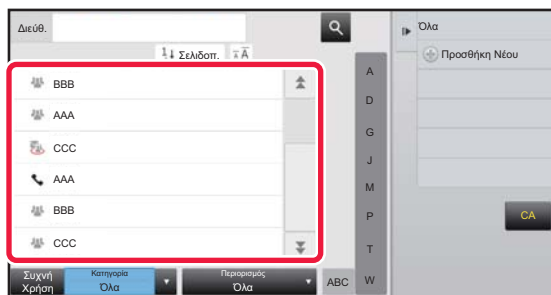 Διεύθ.
Σελιδοπ.
BBB
AAA
CCC
AAA
BBB
CCC
A
D
G
J
M
P
T
W
Συχνή Χρήση
Κατηγορία
Όλα
Περιορισμός
Όλα
ABC
Όλα
Προσθήκη Νέου
CA